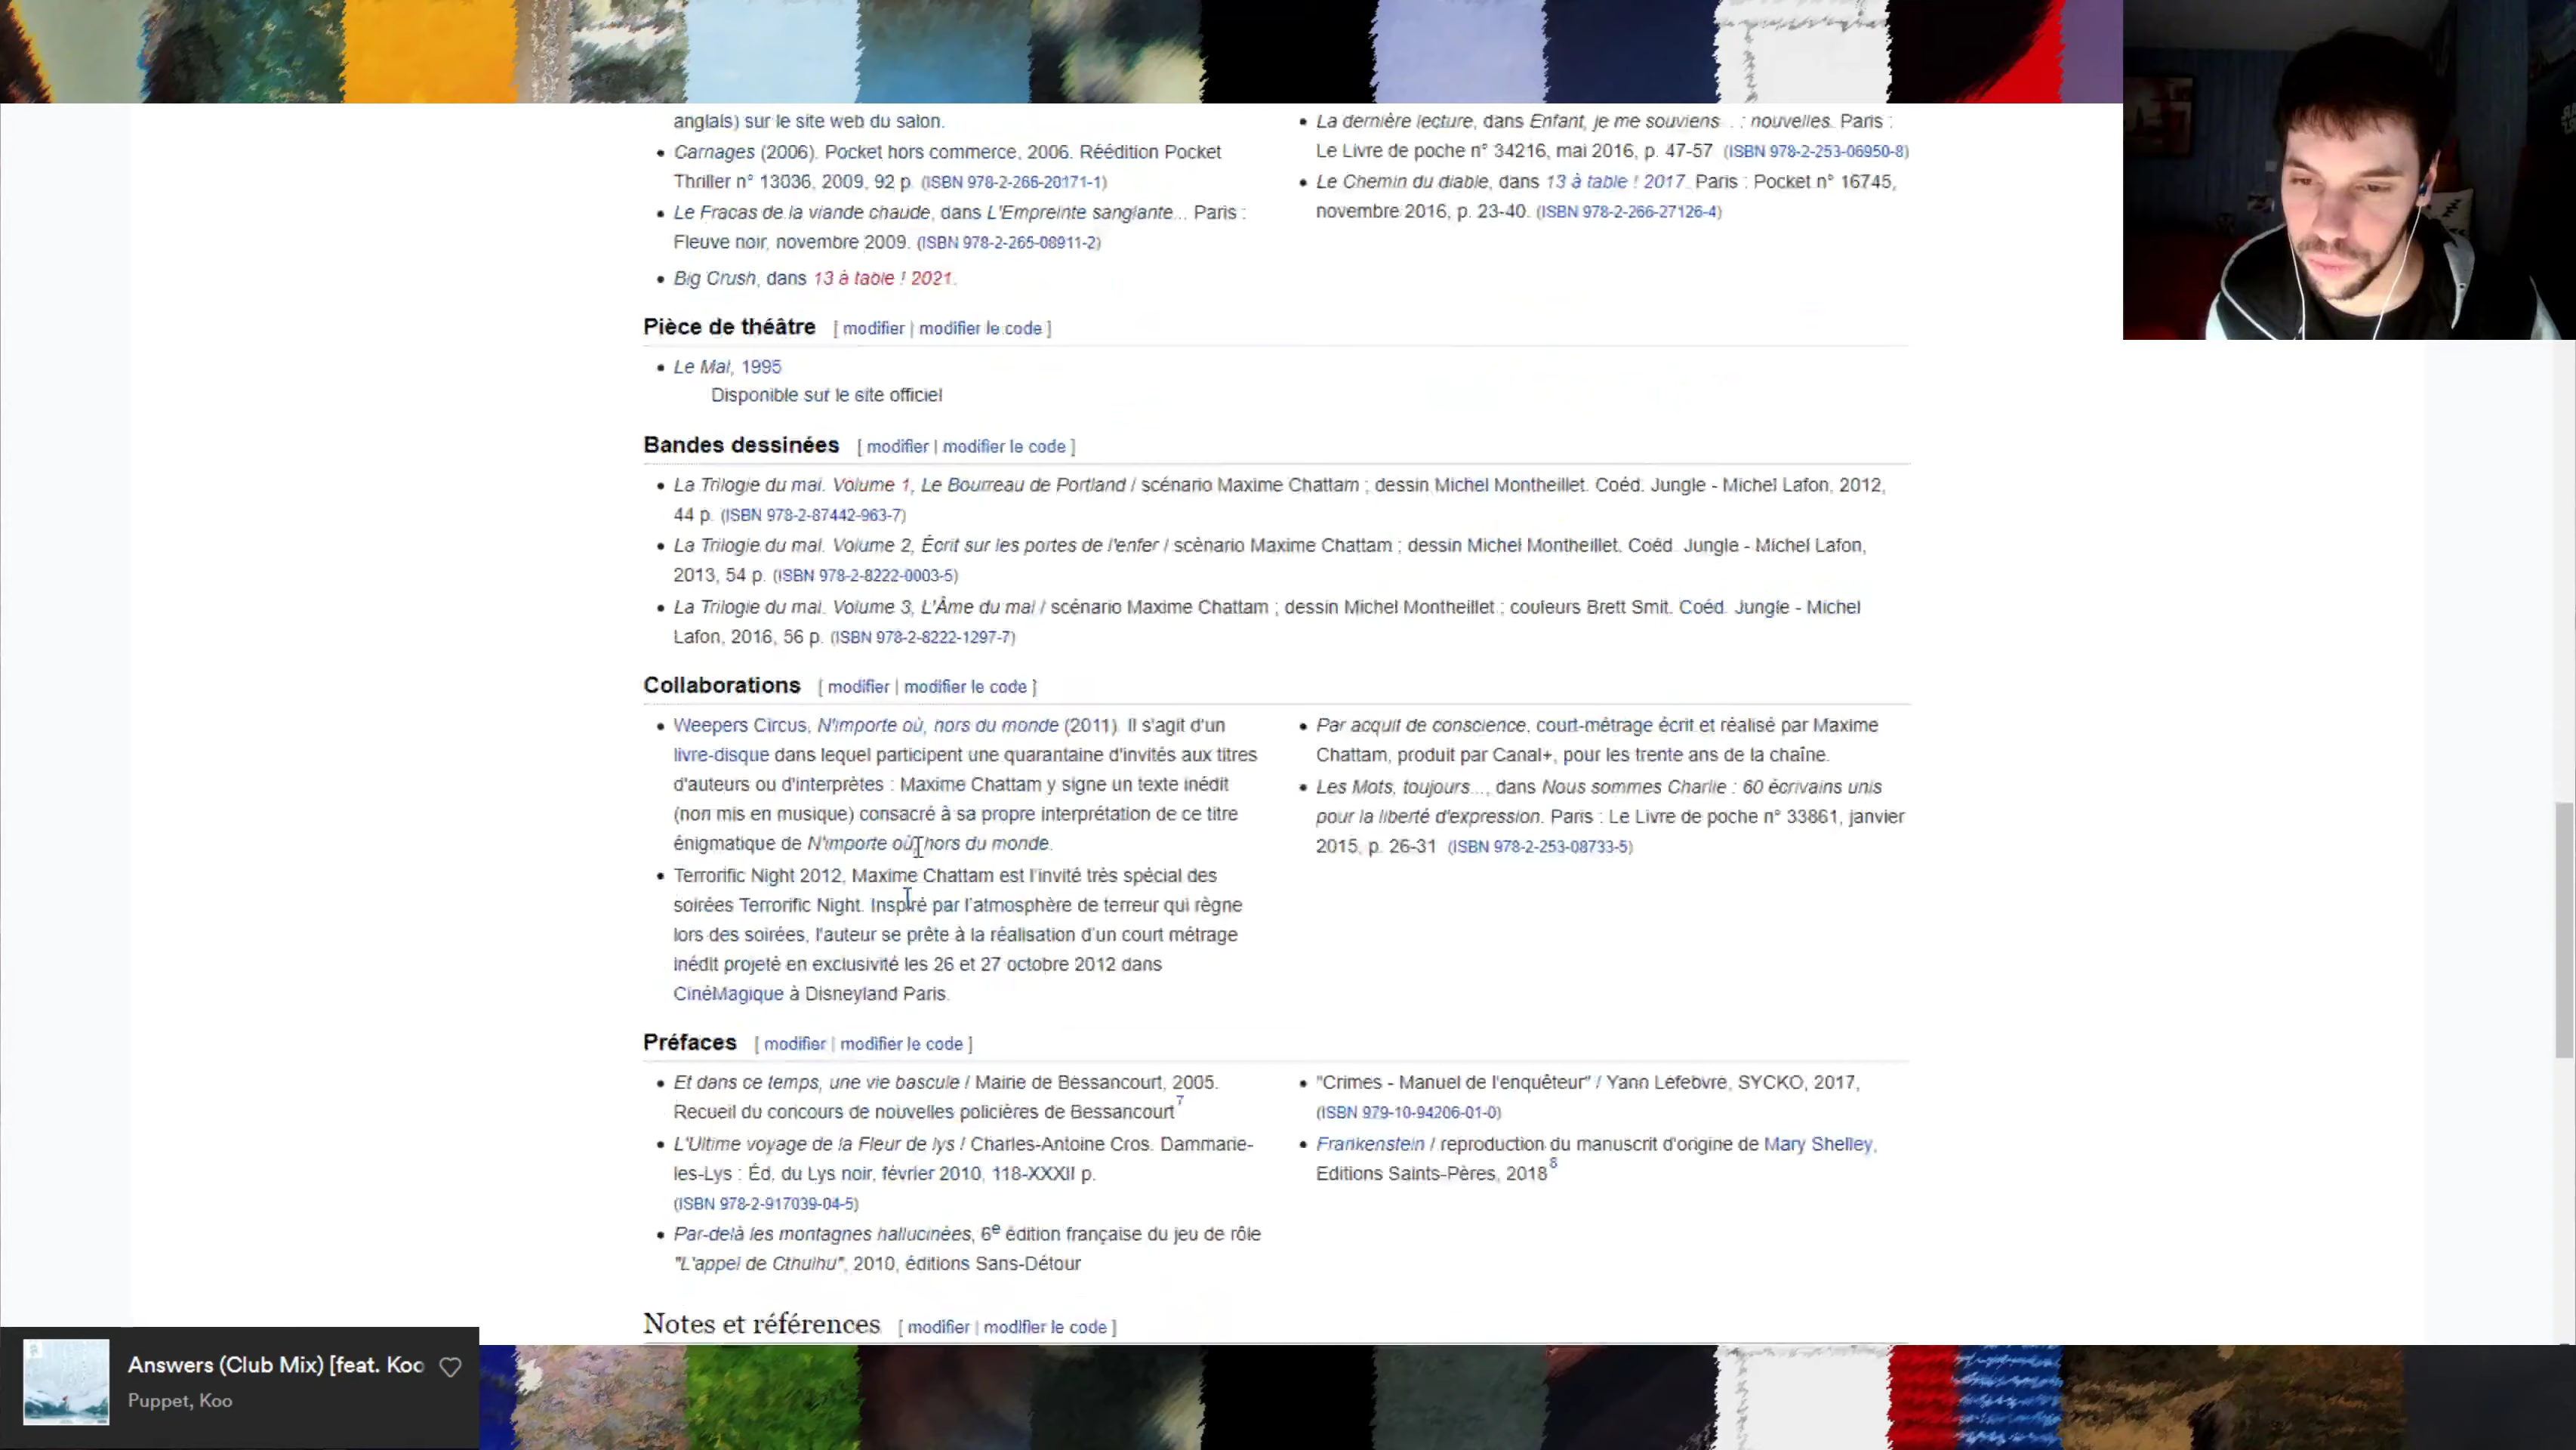 anglais) sur le site web du salon.
• Carnages (2006). Pocket hors commerce, 2006. Réédition Pocket
Thriller n° 13036, 2009, 92 p. (ISBN 978-2-266-20171-1)
• Le Fracas de la viande chaude, dans L'Empreinte sanglante... Paris :
Fleuve noir, novembre 2009. (ISBN 978-2-265-08911-2)
• Big Crush, dans 13 à table ! 2021.
• La dernière lecture, dans Enfant, je me souviens... : nouvelles. Paris :
Le Livre de poche n° 34216, mai 2016, p. 47-57. (ISBN 978-2-253-06950-8)
• Le Chemin du diable, dans 13 à table ! 2017. Paris : Pocket n° 16745,
novembre 2016, p. 23-40. (ISBN 978-2-266-27126-4)
Pièce de théâtre [ modifier | modifier le code ]
• Le Mal, 1995
Disponible sur le site officiel
Bandes dessinées [ modifier | modifier le code ]
• La Trilogie du mal. Volume 1, Le Bourreau de Portland / scénario Maxime Chattam ; dessin Michel Montheillet. Coéd. Jungle - Michel Lafon, 2012,
44 p. (ISBN 978-2-87442-963-7)
• La Trilogie du mal. Volume 2, Écrit sur les portes de l'enfer / scénario Maxime Chattam ; dessin Michel Montheillet. Coéd. Jungle - Michel Lafon,
2013, 54 p. (ISBN 978-2-8222-0003-5)
• La Trilogie du mal. Volume 3, L'Âme du mal / scénario Maxime Chattam ; dessin Michel Montheillet ; couleurs Brett Smit. Coéd. Jungle - Michel
Lafon, 2016, 56 p. (ISBN 978-2-8222-1297-7)
Collaborations [ modifier | modifier le code ]
• Weepers Circus, N'importe où, hors du monde (2011). Il s'agit d'un
livre-disque dans lequel participent une quarantaine d'invités aux titres
d'auteurs ou d'interprètes : Maxime Chattam y signe un texte inédit
(non mis en musique) consacré à sa propre interprétation de ce titre
énigmatique de N'importe où, hors du monde.
• Terrorific Night 2012, Maxime Chattam est l'invité très spécial des
soirées Terrorific Night. Inspiré par l'atmosphère de terreur qui règne
lors des soirées, l'auteur se prête à la réalisation d'un court métrage
inédit projeté en exclusivité les 26 et 27 octobre 2012 dans
CinéMagique à Disneyland Paris.
• Par acquit de conscience, court-métrage écrit et réalisé par Maxime
Chattam, produit par Canal+, pour les trente ans de la chaîne.
• Les Mots, toujours..., dans Nous sommes Charlie : 60 écrivains unis
pour la liberté d'expression. Paris : Le Livre de poche n° 33861, janvier
2015, p. 26-31 (ISBN 978-2-253-08733-5)
Préfaces [ modifier | modifier le code ]
• Et dans ce temps, une vie bascule / Mairie de Bessancourt, 2005.
Recueil du concours de nouvelles policières de Bessancourt 7
• L'Ultime voyage de la Fleur de lys / Charles-Antoine Cros. Dammarie-
les-Lys : Éd. du Lys noir, février 2010, 118-XXXII p.
(ISBN 978-2-917039-04-5)
• Par-delà les montagnes hallucinées, 6e édition française du jeu de rôle
"L'appel de Cthulhu", 2010, éditions Sans-Détour
• "Crimes - Manuel de l'enquêteur" / Yann Lefebvre, SYCKO, 2017,
(ISBN 979-10-94206-01-0)
• Frankenstein / reproduction du manuscrit d'origine de Mary Shelley,
Editions Saints-Pères, 2018 8
Notes et références [ modifier | modifier le code ]
Answers (Club Mix) [feat. Koo
Puppet, Koo